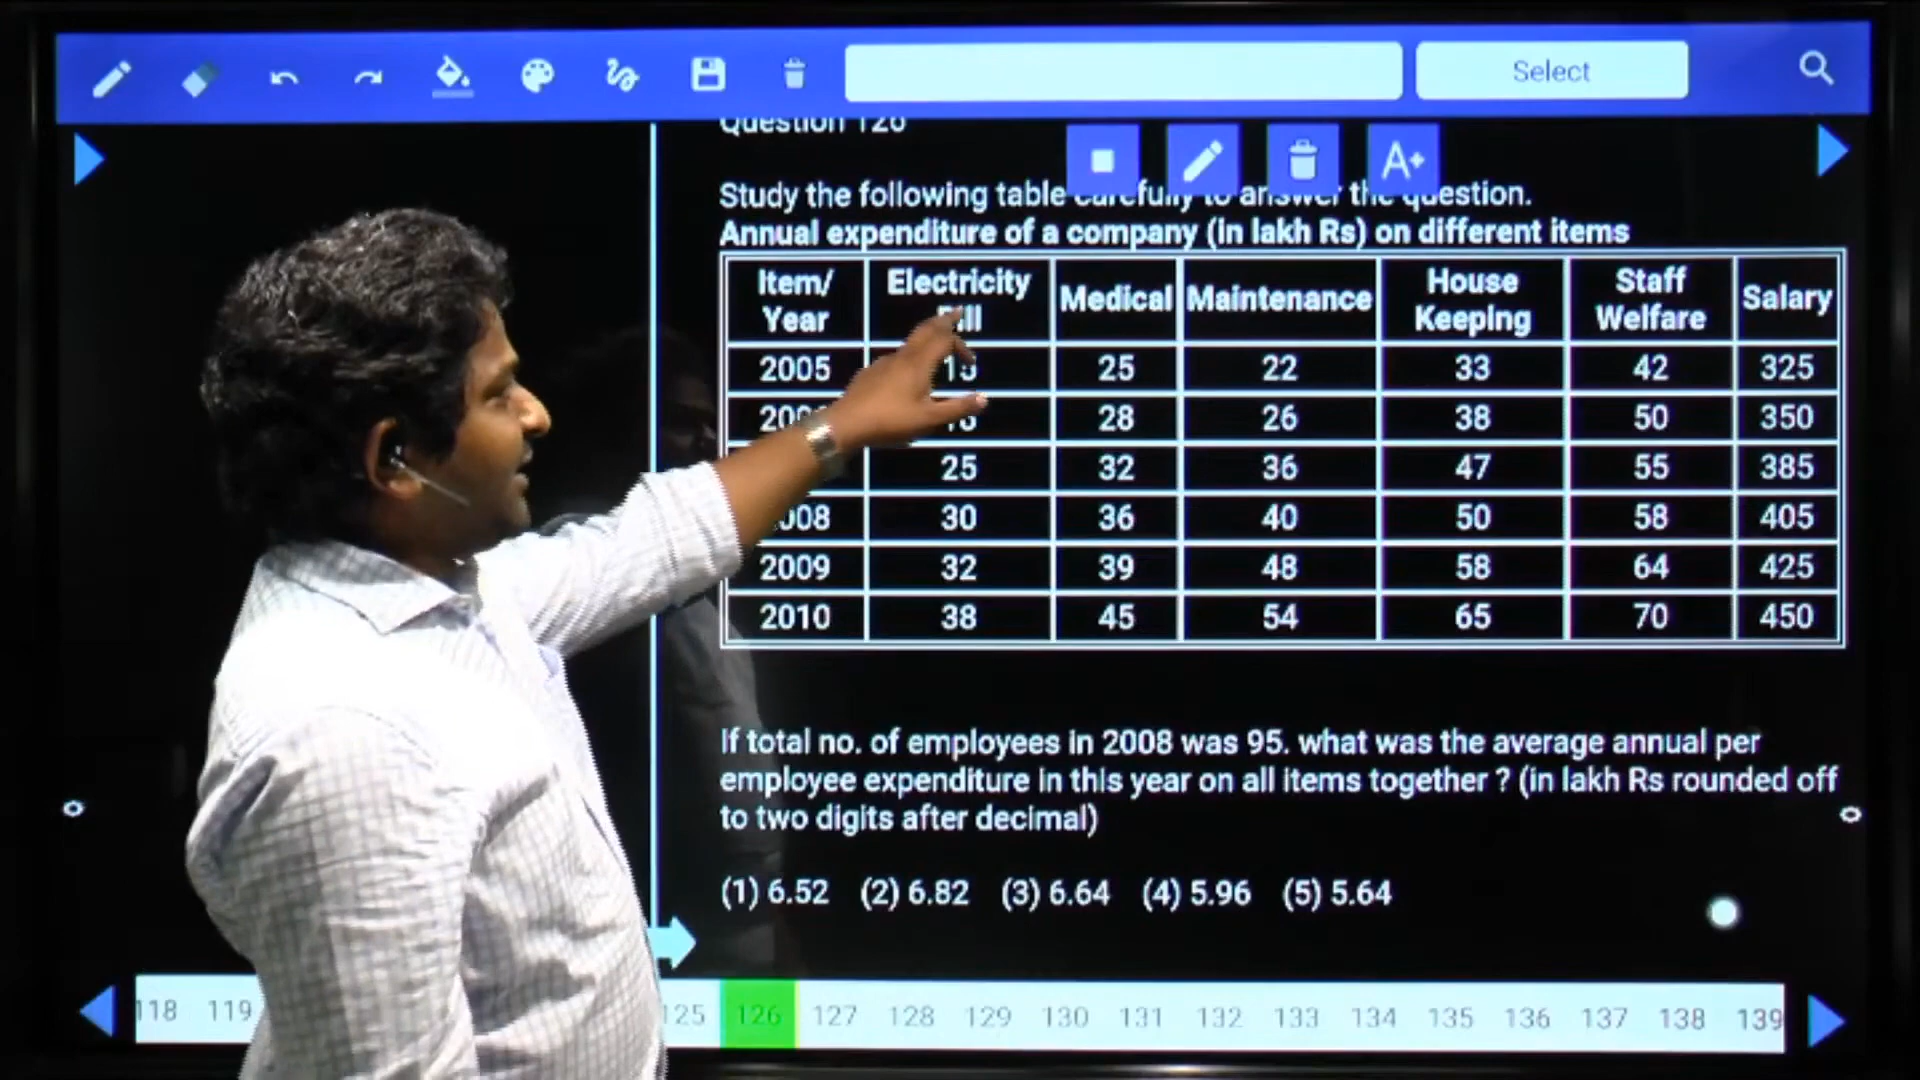 Select
Question 126
A+
Study the following table carefully to answer the question.
Annual expenditure of a company (in lakh Rs) on different items
Item/ Year Electricity Bill Medical Maintenance House Keeping Staff Welfare Salary
2005 25 22 33 42 325
28 26 38 50 350
25 32 36 47 55 385
2008 30 36 40 50 58 405
2009 32 39 48 58 64 425
2010 38 45 54 65 70 450
If total no. of employees in 2008 was 95. what was the average annual per
employee expenditure in this year on all items together ? (in lakh Rs rounded off
to two digits after decimal)
(1) 6.52 (2) 6.82 (3) 6.64 (4) 5.96 (5) 5.64
118 119 125 126 127 128 129 130 131 132 133 134 135 136 137 138 139